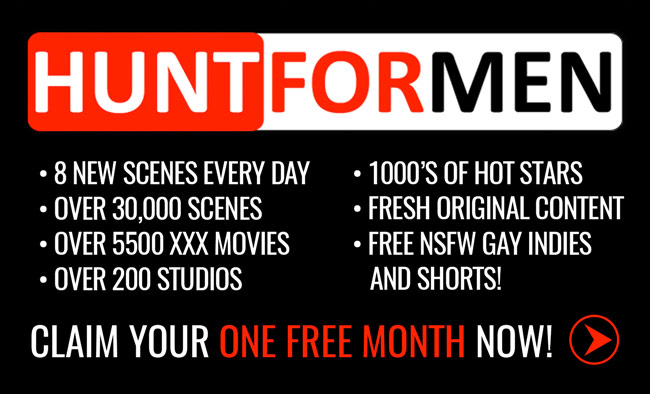 HUNTFORMEN
• 8 NEW SCENES EVERY DAY
• OVER 30,000 SCENES
• OVER 5500 XXX MOVIES
• OVER 200 STUDIOS
• 1000'S OF HOT STARS
• FRESH ORIGINAL CONTENT
• FREE NSFW GAY INDIES
AND SHORTS!
CLAIM YOUR ONE FREE MONTH NOW!